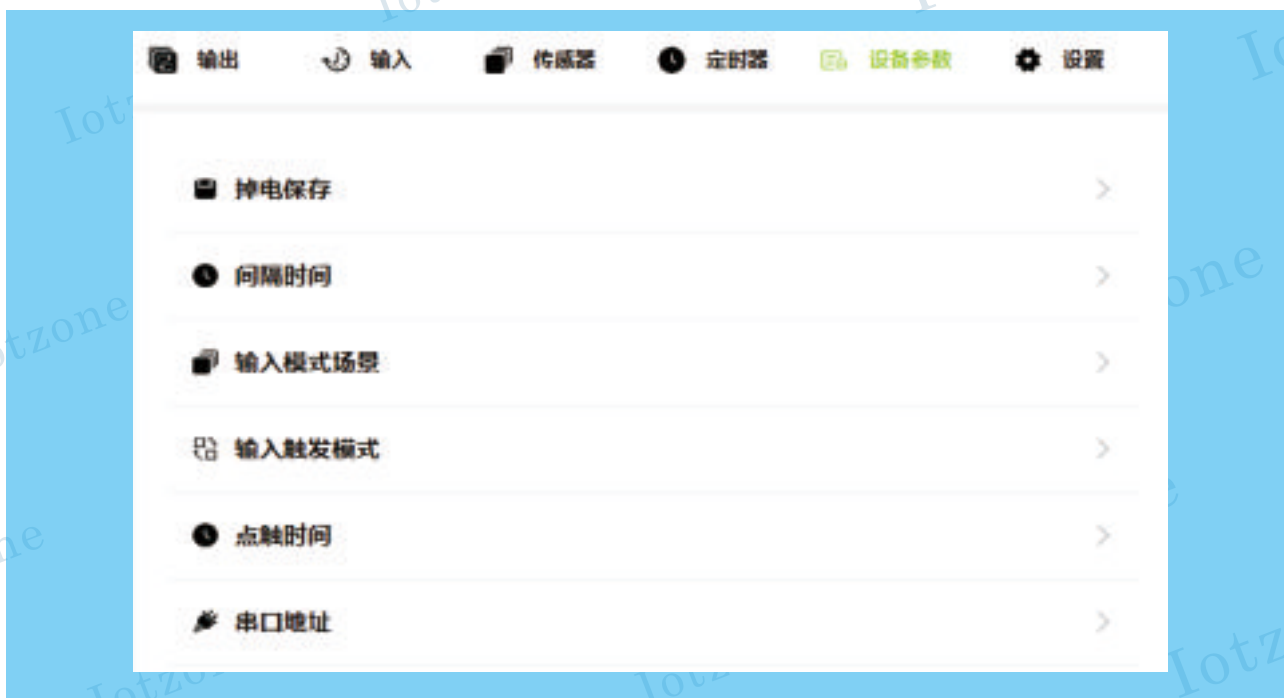 输出 输入 传感器 定时器 设备参数 设置
掉电保存
间隔时间
输入模式场景
输入触发模式
点触时间
串口地址
Iotzone